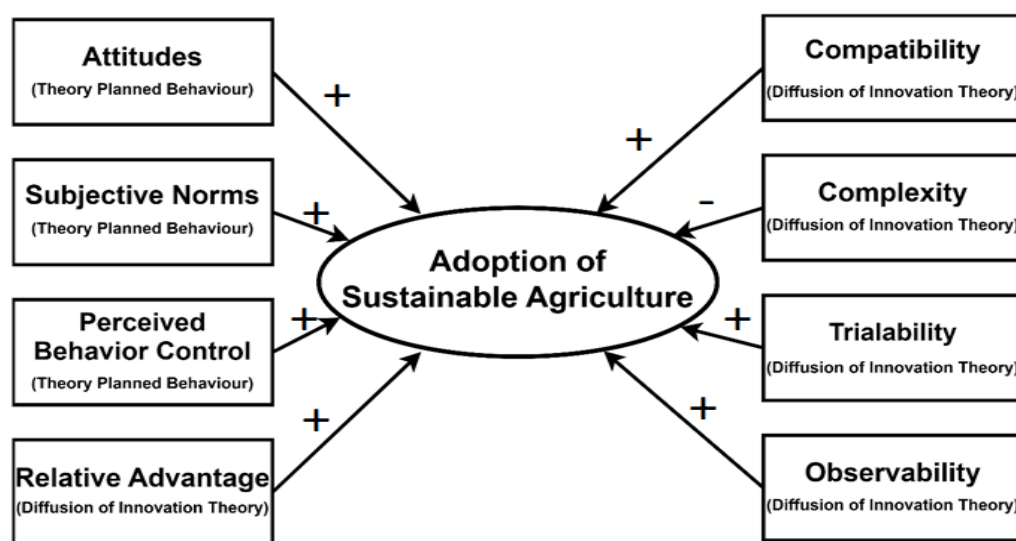 Attitudes
(Theory Planned Behaviour)
+
Subjective Norms
(Theory Planned Behaviour)
+
Perceived
Behavior Control
(Theory Planned Behaviour)
+
Relative Advantage
(Diffusion of Innovation Theory)
+
Adoption of
Sustainable Agriculture
Compatibility
(Diffusion of Innovation Theory)
+
Complexity
(Diffusion of Innovation Theory)
-
Trialability
(Diffusion of Innovation Theory)
+
Observability
(Diffusion of Innovation Theory)
+